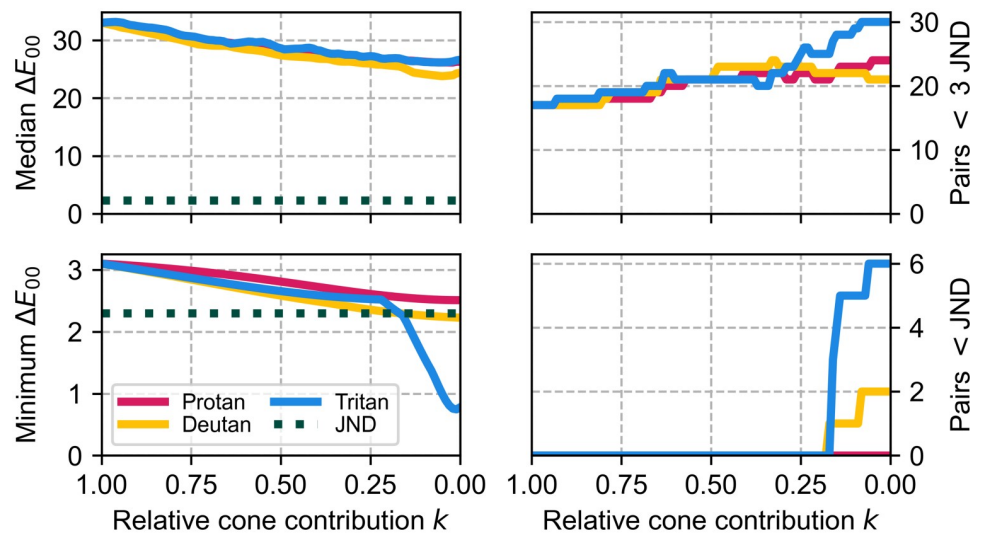 Median ΔE₀₀
30
20
10
0
30
20
10
0
Pairs < 3 JND
Minimum ΔE₀₀
3
2
1
0
Protan
Deutan
Tritan
JND
6
4
2
0
Pairs < JND
1.00 0.75 0.50 0.25 0.00
Relative cone contribution k
1.00 0.75 0.50 0.25 0.00
Relative cone contribution k